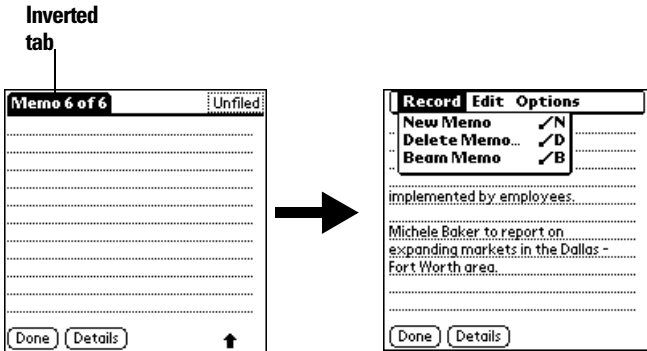 Inverted
tab
Memo 6 of 6 Unfiled
Done Details
Record Edit Options
New Memo /N
Delete Memo... /D
Beam Memo /B
implemented by employees.
Michele Baker to report on
expanding markets in the Dallas -
Fort Worth area.
Done Details